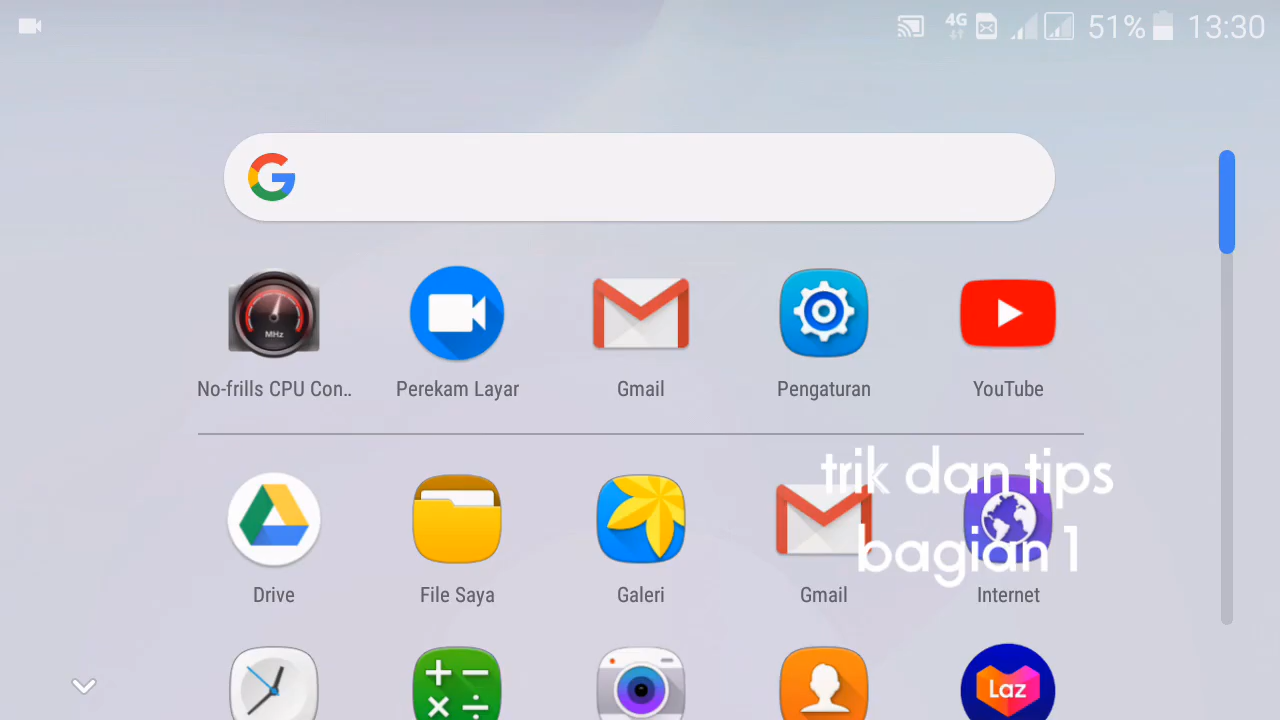 4G 51% 13:30
G
MHz
No-frills CPU Con..
Perekam Layar
Gmail
Pengaturan
YouTube
trik dan tips
bagian 1
Drive
File Saya
Galeri
Gmail
Internet
Laz